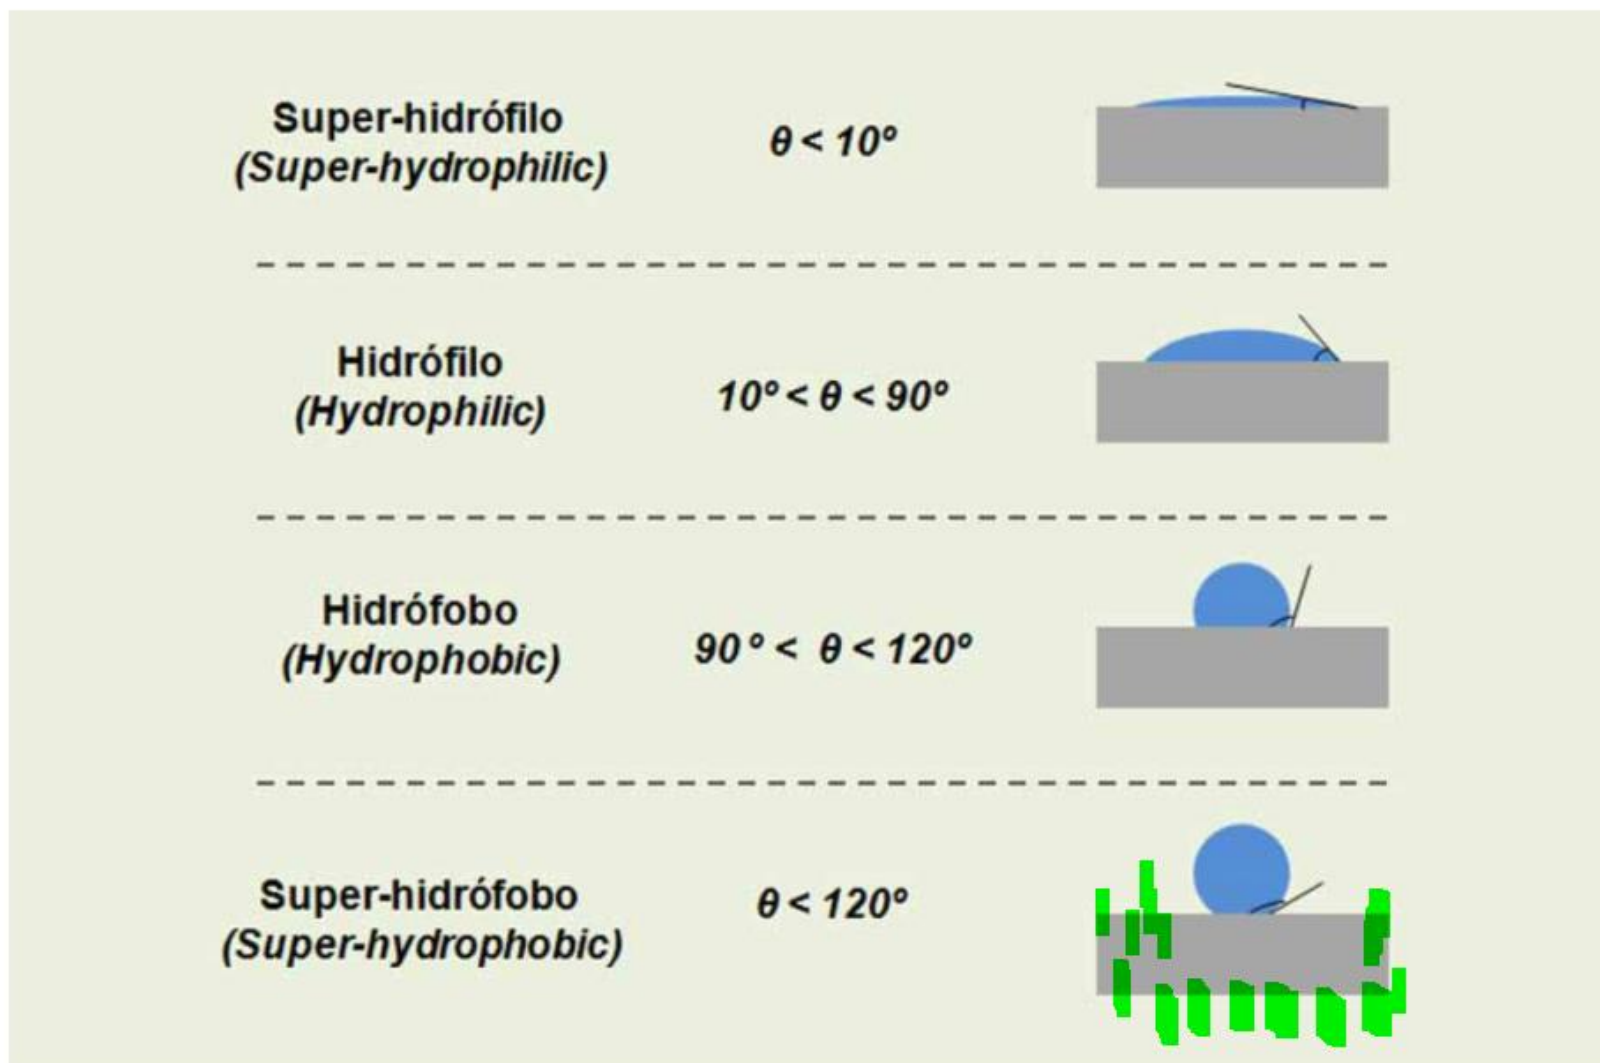 Super-hidrófilo
(Super-hydrophilic)
θ < 10º
Hidrófilo
(Hydrophilic)
10º < θ < 90º
Hidrófobo
(Hydrophobic)
90 º < θ < 120º
Super-hidrófobo
(Super-hydrophobic)
θ < 120º